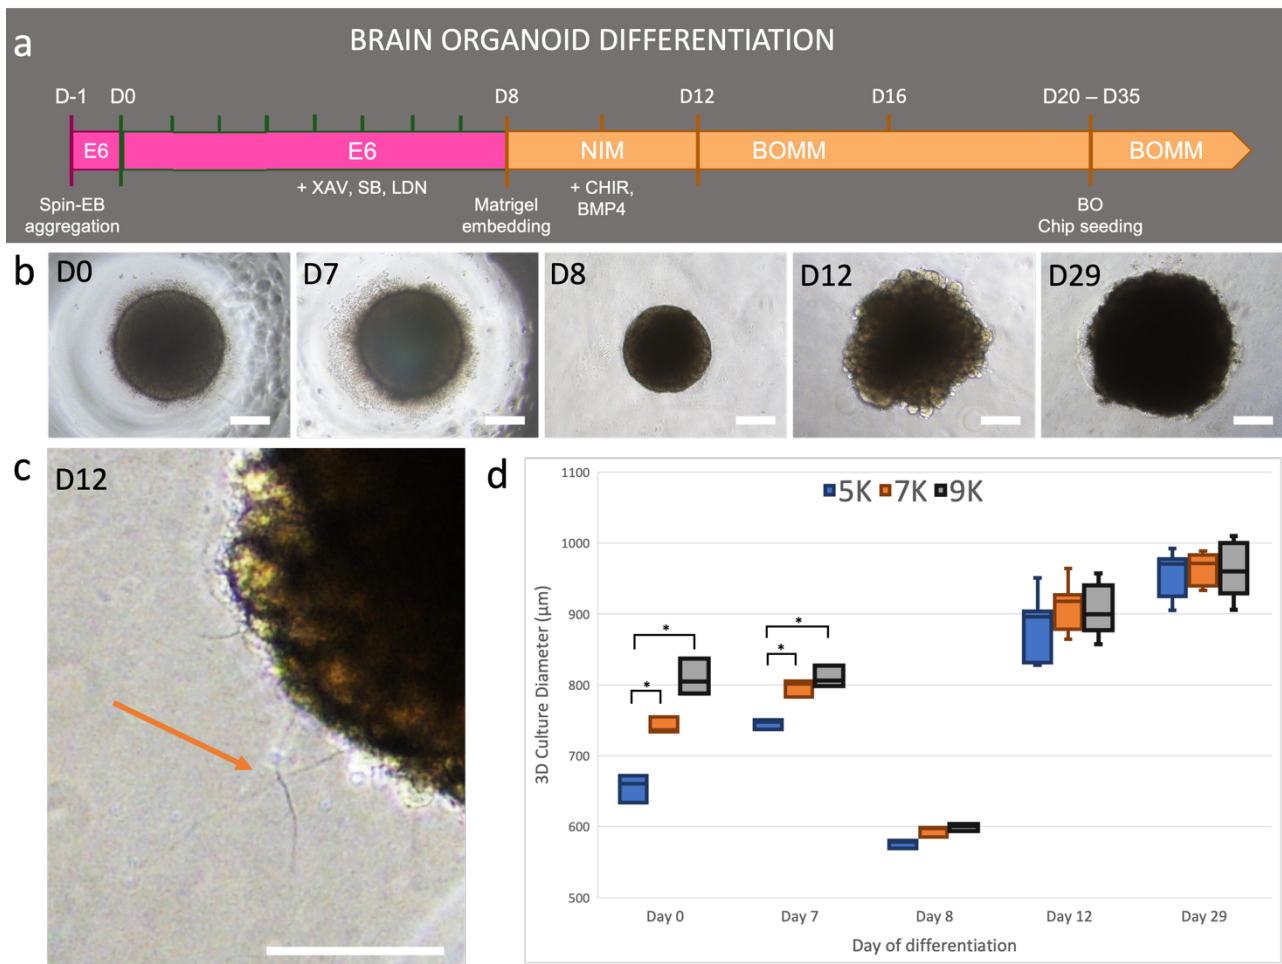 a
BRAIN ORGANOID DIFFERENTIATION
D-1 D0 D8 D12 D16 D20 – D35
E6 E6 NIM BOMM BOMM
+ XAV, SB, LDN
+ CHIR,
BMP4
Spin-EB
aggregation
Matrigel
embedding
BO
Chip seeding
b
D0 D7 D8 D12 D29
c
D12
d
5K 7K 9K
3D Culture Diameter (µm)
1100
1000
900
800
700
600
500
*
*
*
*
Day 0 Day 7 Day 8 Day 12 Day 29
Day of differentiation